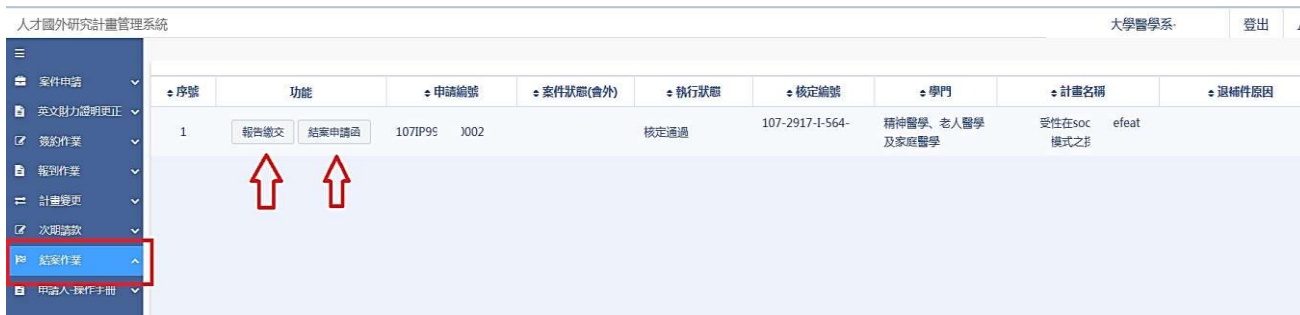 人才國外研究計畫管理系統
大學醫學系
登出
案件申請
英文財力證明更正
簽約作業
報到作業
計畫變更
次期請款
結案作業
申請人-操作手冊
序號 功能 申請編號 案件狀態(會外) 執行狀態 核定編號 學門 計畫名稱 退補件原因
1 報告繳交 結案申請函 107IP99 0002 核定通過 107-2917-I-564- 精神醫學、老人醫學 受性在soc efeat
及家庭醫學 模式之